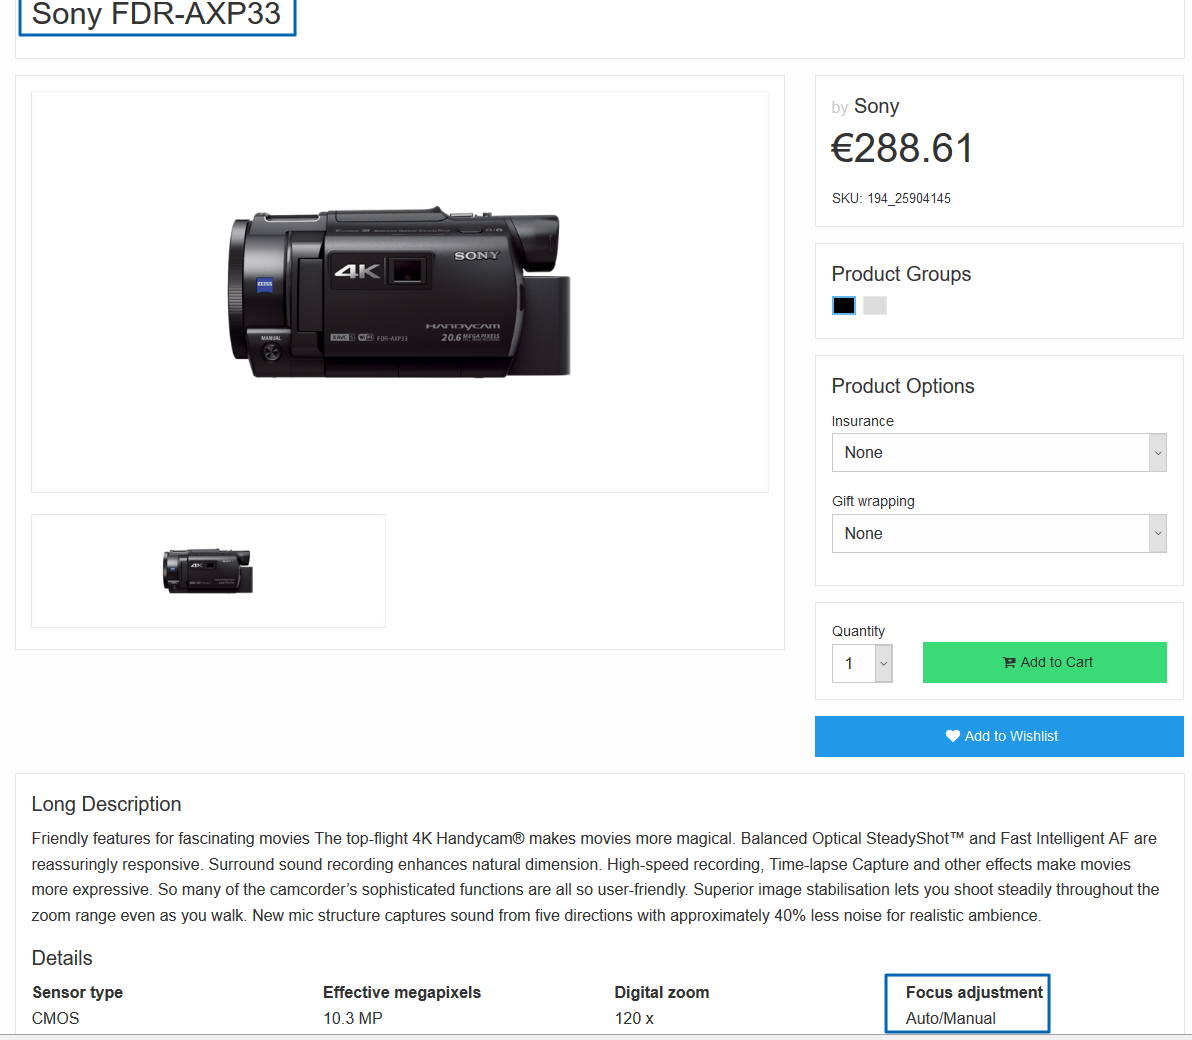 Sony FDR-AXP33
by Sony
€288.61
SKU: 194_25904145
Product Groups
Product Options
Insurance
None
Gift wrapping
None
Quantity
1
Add to Cart
Add to Wishlist
SONY
4K
ZEISS
HANDYCAM
MANUAL
XAVC S WiFi FDR-AXP33
20.6 MEGA PIXELS
Long Description
Friendly features for fascinating movies The top-flight 4K Handycam® makes movies more magical. Balanced Optical SteadyShot™ and Fast Intelligent AF are
reassuringly responsive. Surround sound recording enhances natural dimension. High-speed recording, Time-lapse Capture and other effects make movies
more expressive. So many of the camcorder’s sophisticated functions are all so user-friendly. Superior image stabilisation lets you shoot steadily throughout the
zoom range even as you walk. New mic structure captures sound from five directions with approximately 40% less noise for realistic ambience.
Details
Sensor type Effective megapixels Digital zoom Focus adjustment
CMOS 10.3 MP 120 x Auto/Manual